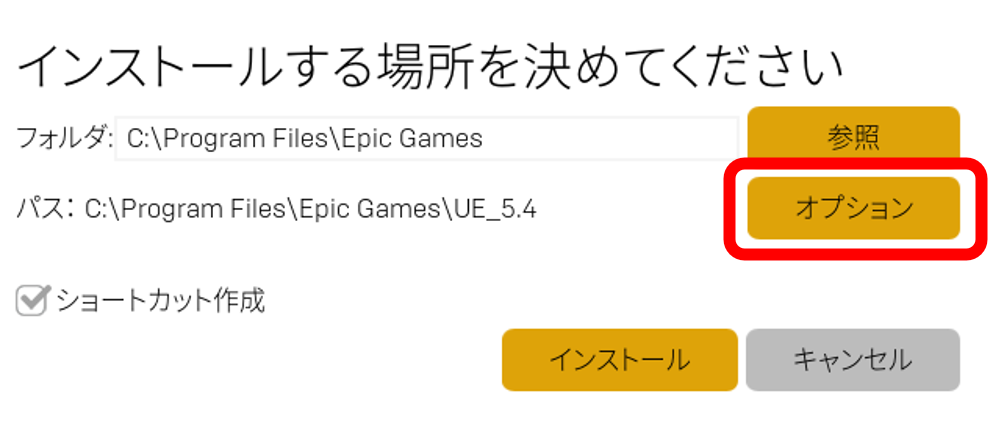 インストールする場所を決めてください
フォルダ: C:\Program Files\Epic Games 参照
パス: C:\Program Files\Epic Games\UE_5.4 オプション
ショートカット作成
インストール キャンセル